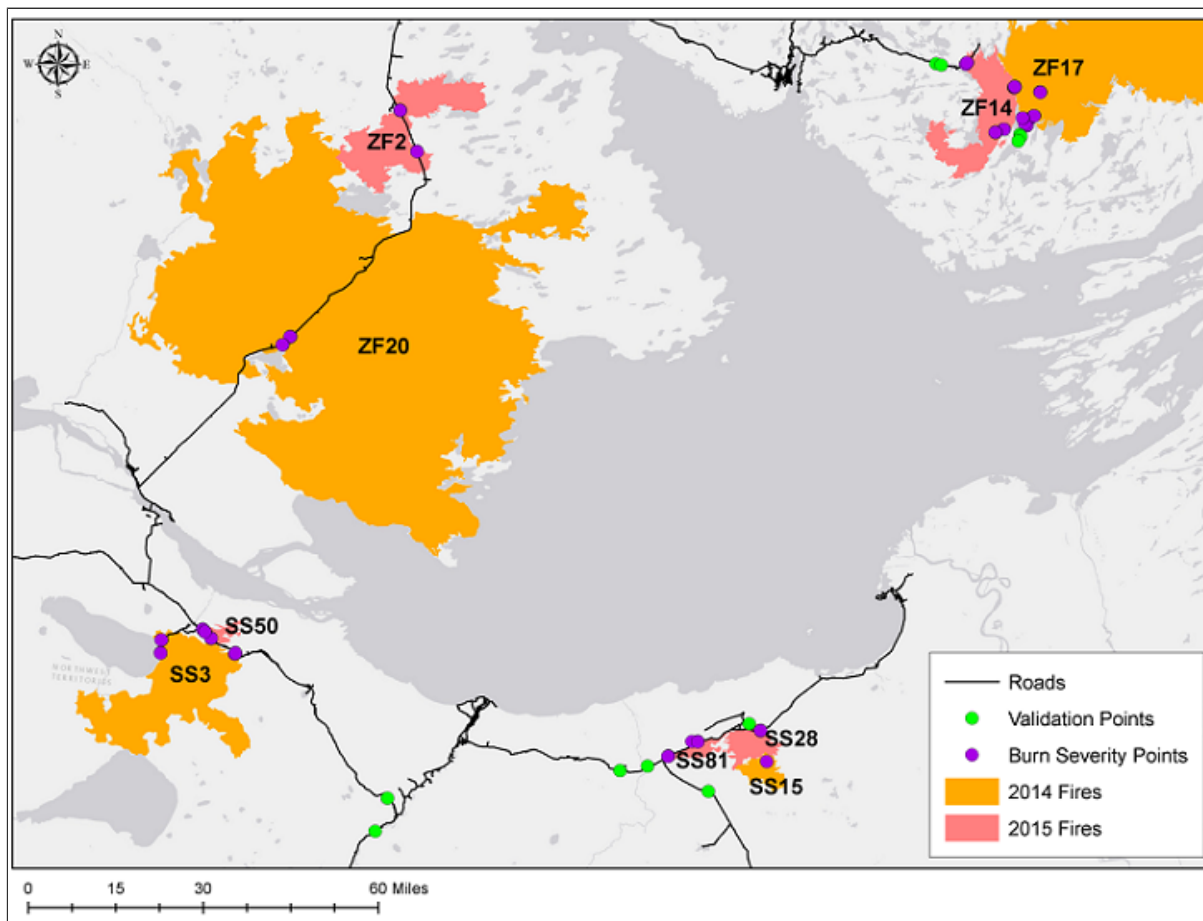 N
W E
S
ZF17
ZF14
ZF2
ZF20
SS50
SS3
NORTHWEST
TERRITORIES
SS28
SS81
SS15
Roads
Validation Points
Burn Severity Points
2014 Fires
2015 Fires
0 15 30 60 Miles